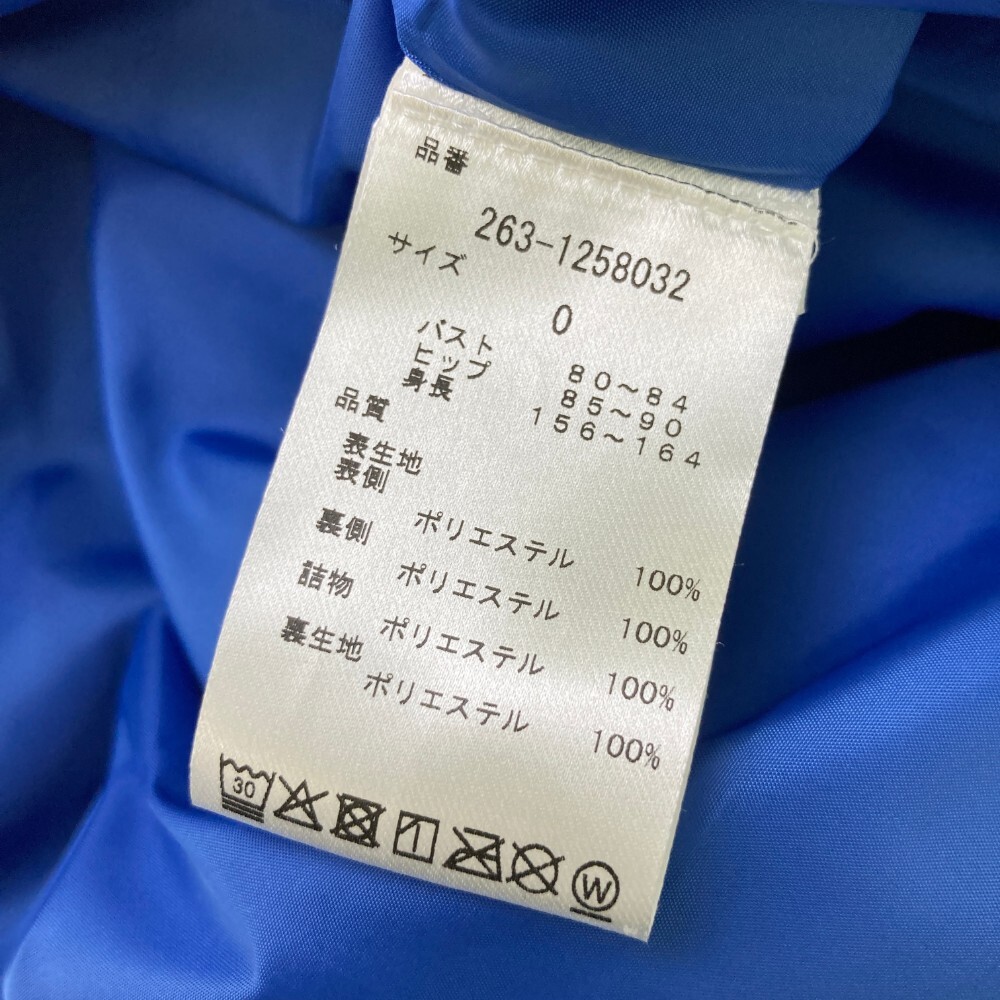 品番
263-1258032
サイズ
0
バスト 80〜84
ヒップ 85〜90
身長 156〜164
品質
表生地
表側
ポリエステル 100%
裏側
ポリエステル 100%
詰物
ポリエステル 100%
裏生地
ポリエステル 100%
30
W